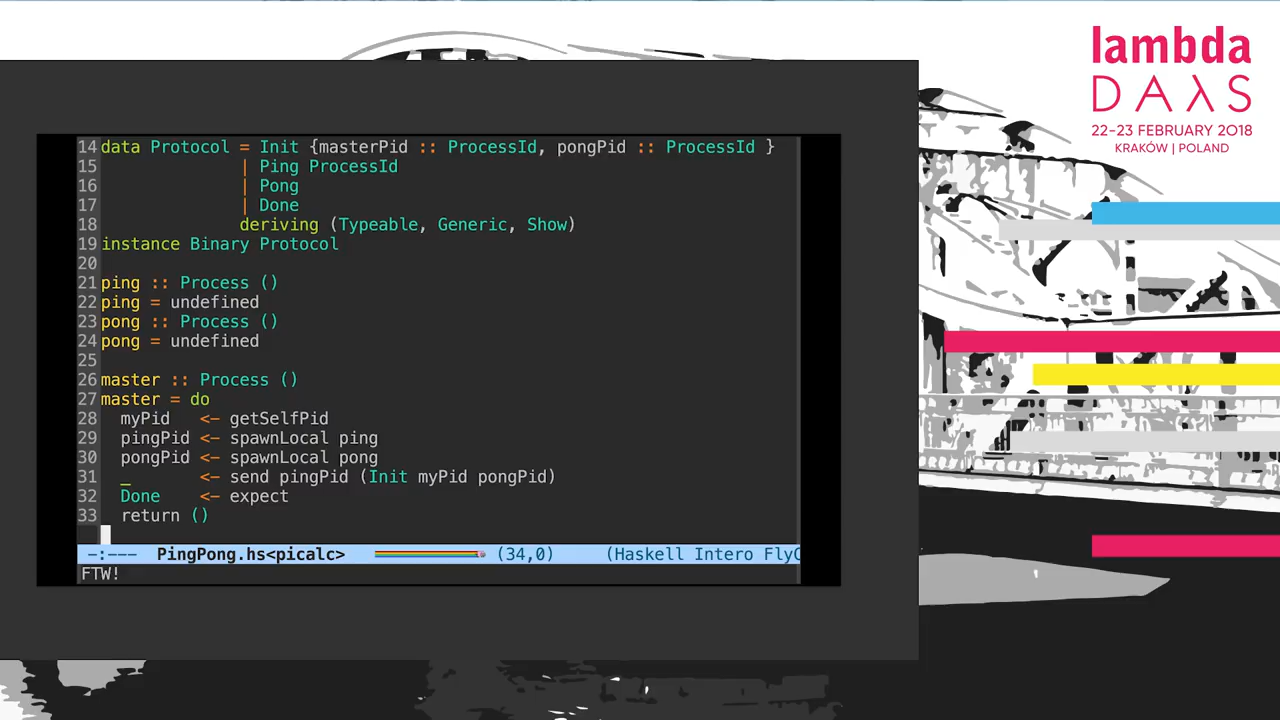 lambda
DAλS
22-23 FEBRUARY 2018
KRAKÓW | POLAND
14 data Protocol = Init {masterPid :: ProcessId, pongPid :: ProcessId }
15 | Ping ProcessId
16 | Pong
17 | Done
18 deriving (Typeable, Generic, Show)
19 instance Binary Protocol
20
21 ping :: Process ()
22 ping = undefined
23 pong :: Process ()
24 pong = undefined
25
26 master :: Process ()
27 master = do
28 myPid <- getSelfPid
29 pingPid <- spawnLocal ping
30 pongPid <- spawnLocal pong
31 _ <- send pingPid (Init myPid pongPid)
32 Done <- expect
33 return ()
-:--- PingPong.hs<picalc> (34,0) (Haskell Intero FlyC
FTW!